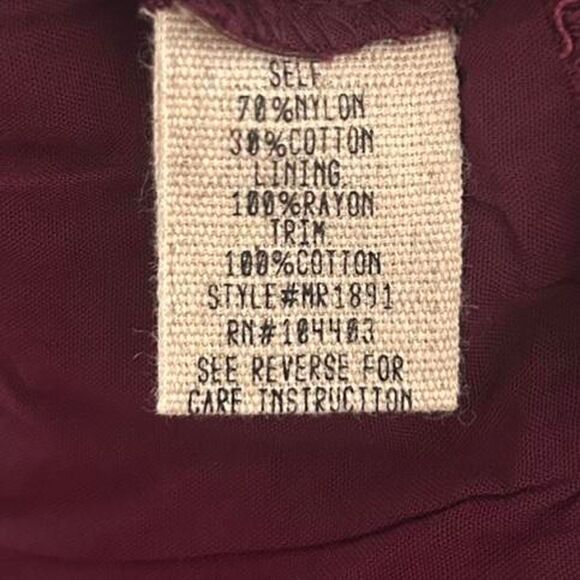 SELF
70%NYLON
30%COTTON
LINING
100%RAYON
TRIM
100%COTTON
STYLE#MR1891
RN#104403
SEE REVERSE FOR
CARE INSTRUCTION